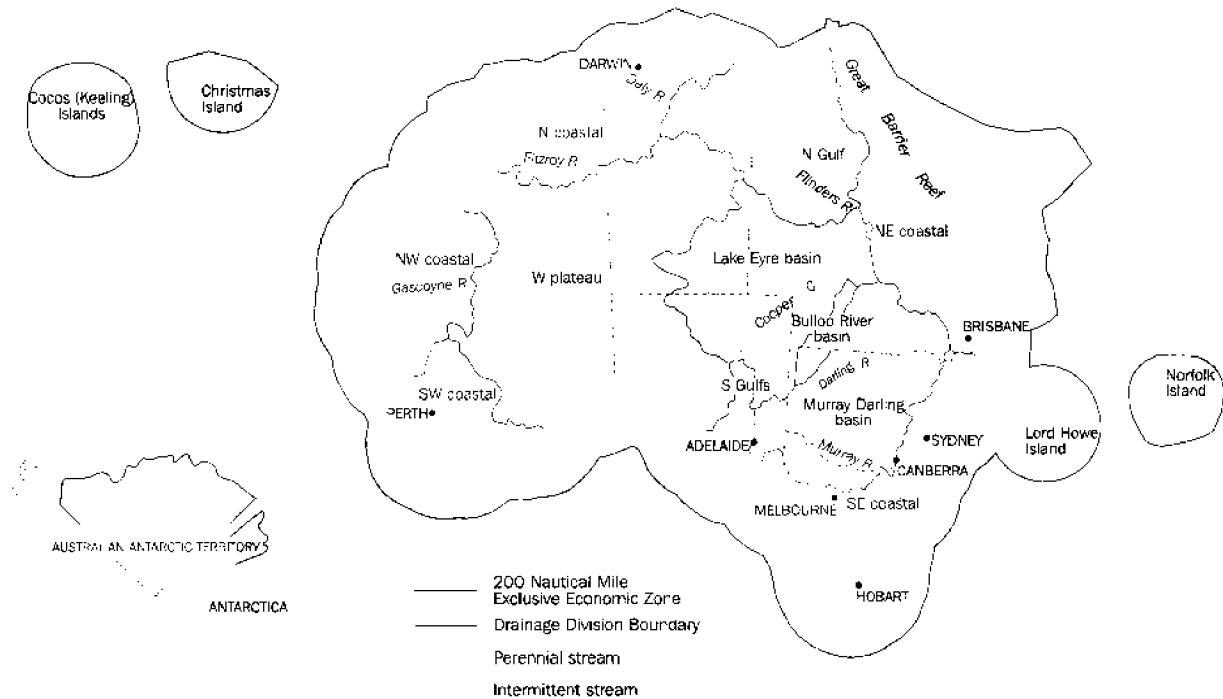 Cocos (Keeling)
Islands
Christmas
Island
DARWIN
Daly R
N coastal
Fitzroy R
Great Barrier Reef
N Gulf
Flinders R
NE coastal
NW coastal
Gascoyne R
W plateau
Lake Eyre basin
Cooper C
Bulloo River
basin
BRISBANE
Darling R
S Gulfs
SW coastal
PERTH
Murray Darling
basin
Norfolk
Island
Lord Howe
Island
ADELAIDE
SYDNEY
Murray R
CANBERRA
MELBOURNE
SE coastal
HOBART
AUSTRALIAN ANTARCTIC TERRITORY
ANTARCTICA
200 Nautical Mile
Exclusive Economic Zone
Drainage Division Boundary
Perennial stream
Intermittent stream